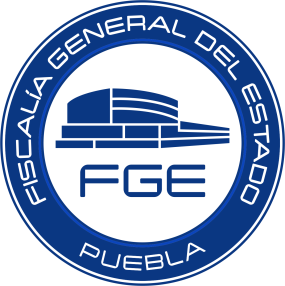 FISCALÍA GENERAL DEL ESTADO
FGE
PUEBLA